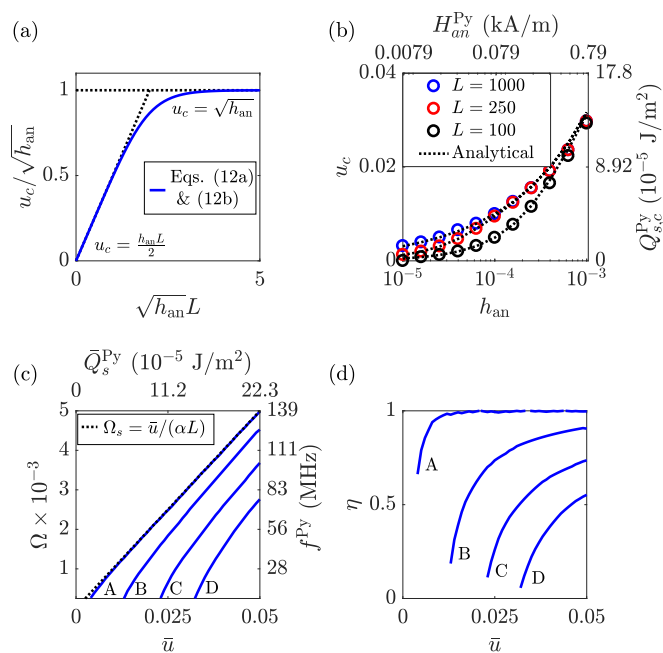 (a)
1
0.5
0
u_c/√h_an
u_c = √h_an
Eqs. (12a)
& (12b)
u_c = h_an L / 2
0
5
√h_an L
(b)
H_an^Py (kA/m)
0.0079
0.079
0.79
0.04
0.02
0
u_c
L = 1000
L = 250
L = 100
Analytical
17.8
8.92
0
Q_s,c^Py (10^-5 J/m^2)
10^-5
10^-4
10^-3
h_an
(c)
Q̄_s^Py (10^-5 J/m^2)
0
11.2
22.3
5
4
3
2
1
Ω × 10^-3
Ω_s = ū/(αL)
139
111
83
56
28
f^Py (MHz)
A
B
C
D
0
0.025
0.05
ū
(d)
1
0.5
0
η
A
B
C
D
0
0.05
ū